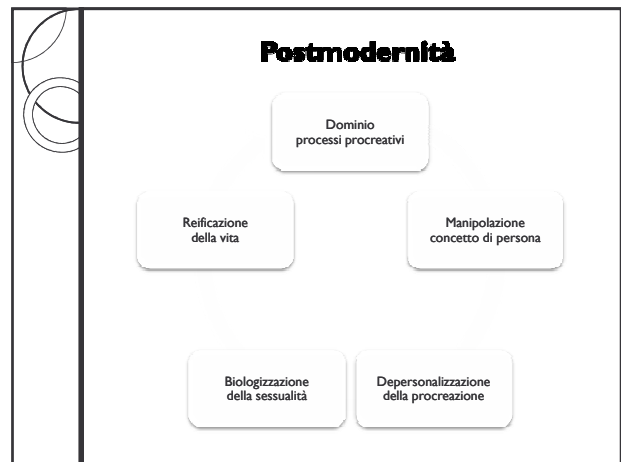 Postmodernità
Dominio
processi procreativi
Reificazione
della vita
Manipolazione
concetto di persona
Biologizzazione
della sessualità
Depersonalizzazione
della procreazione